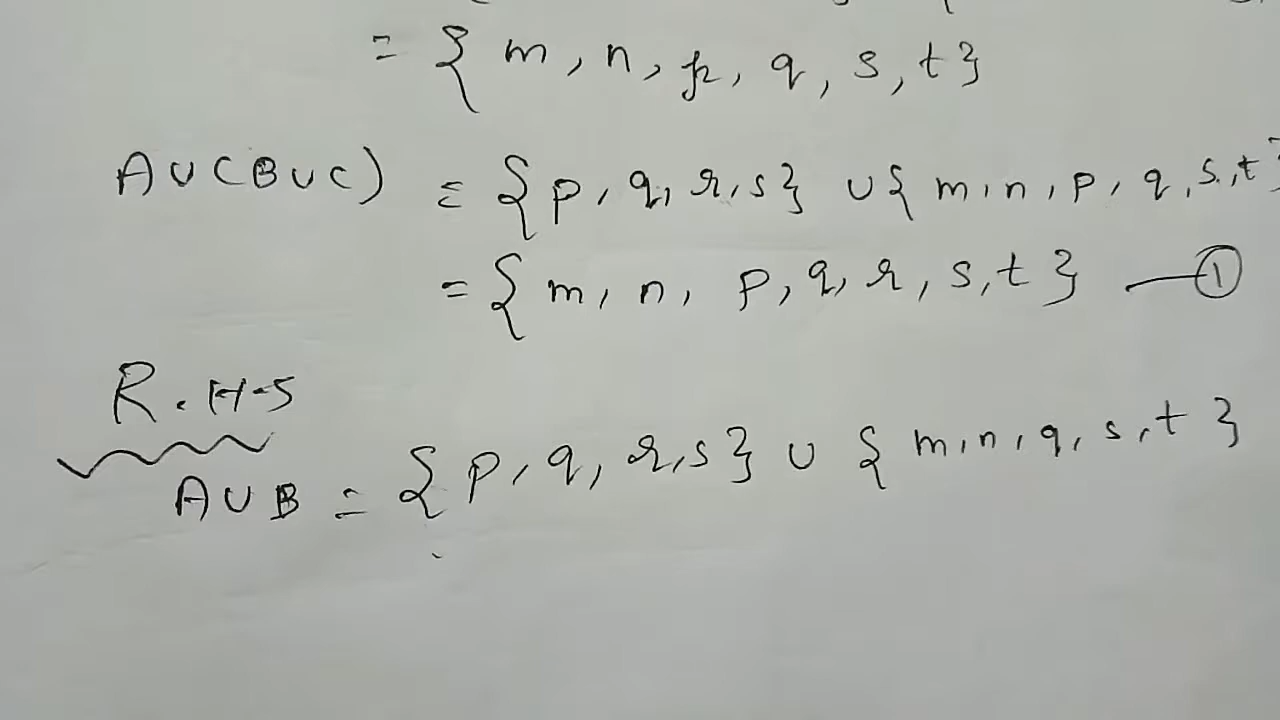 = { m, n, p, q, s, t }
A ∪ (B ∪ C) = { p, q, r, s } ∪ { m, n, p, q, s, t }
= { m, n, p, q, r, s, t } — ①
R.H.S
A ∪ B = { p, q, r, s } ∪ { m, n, q, s, t }